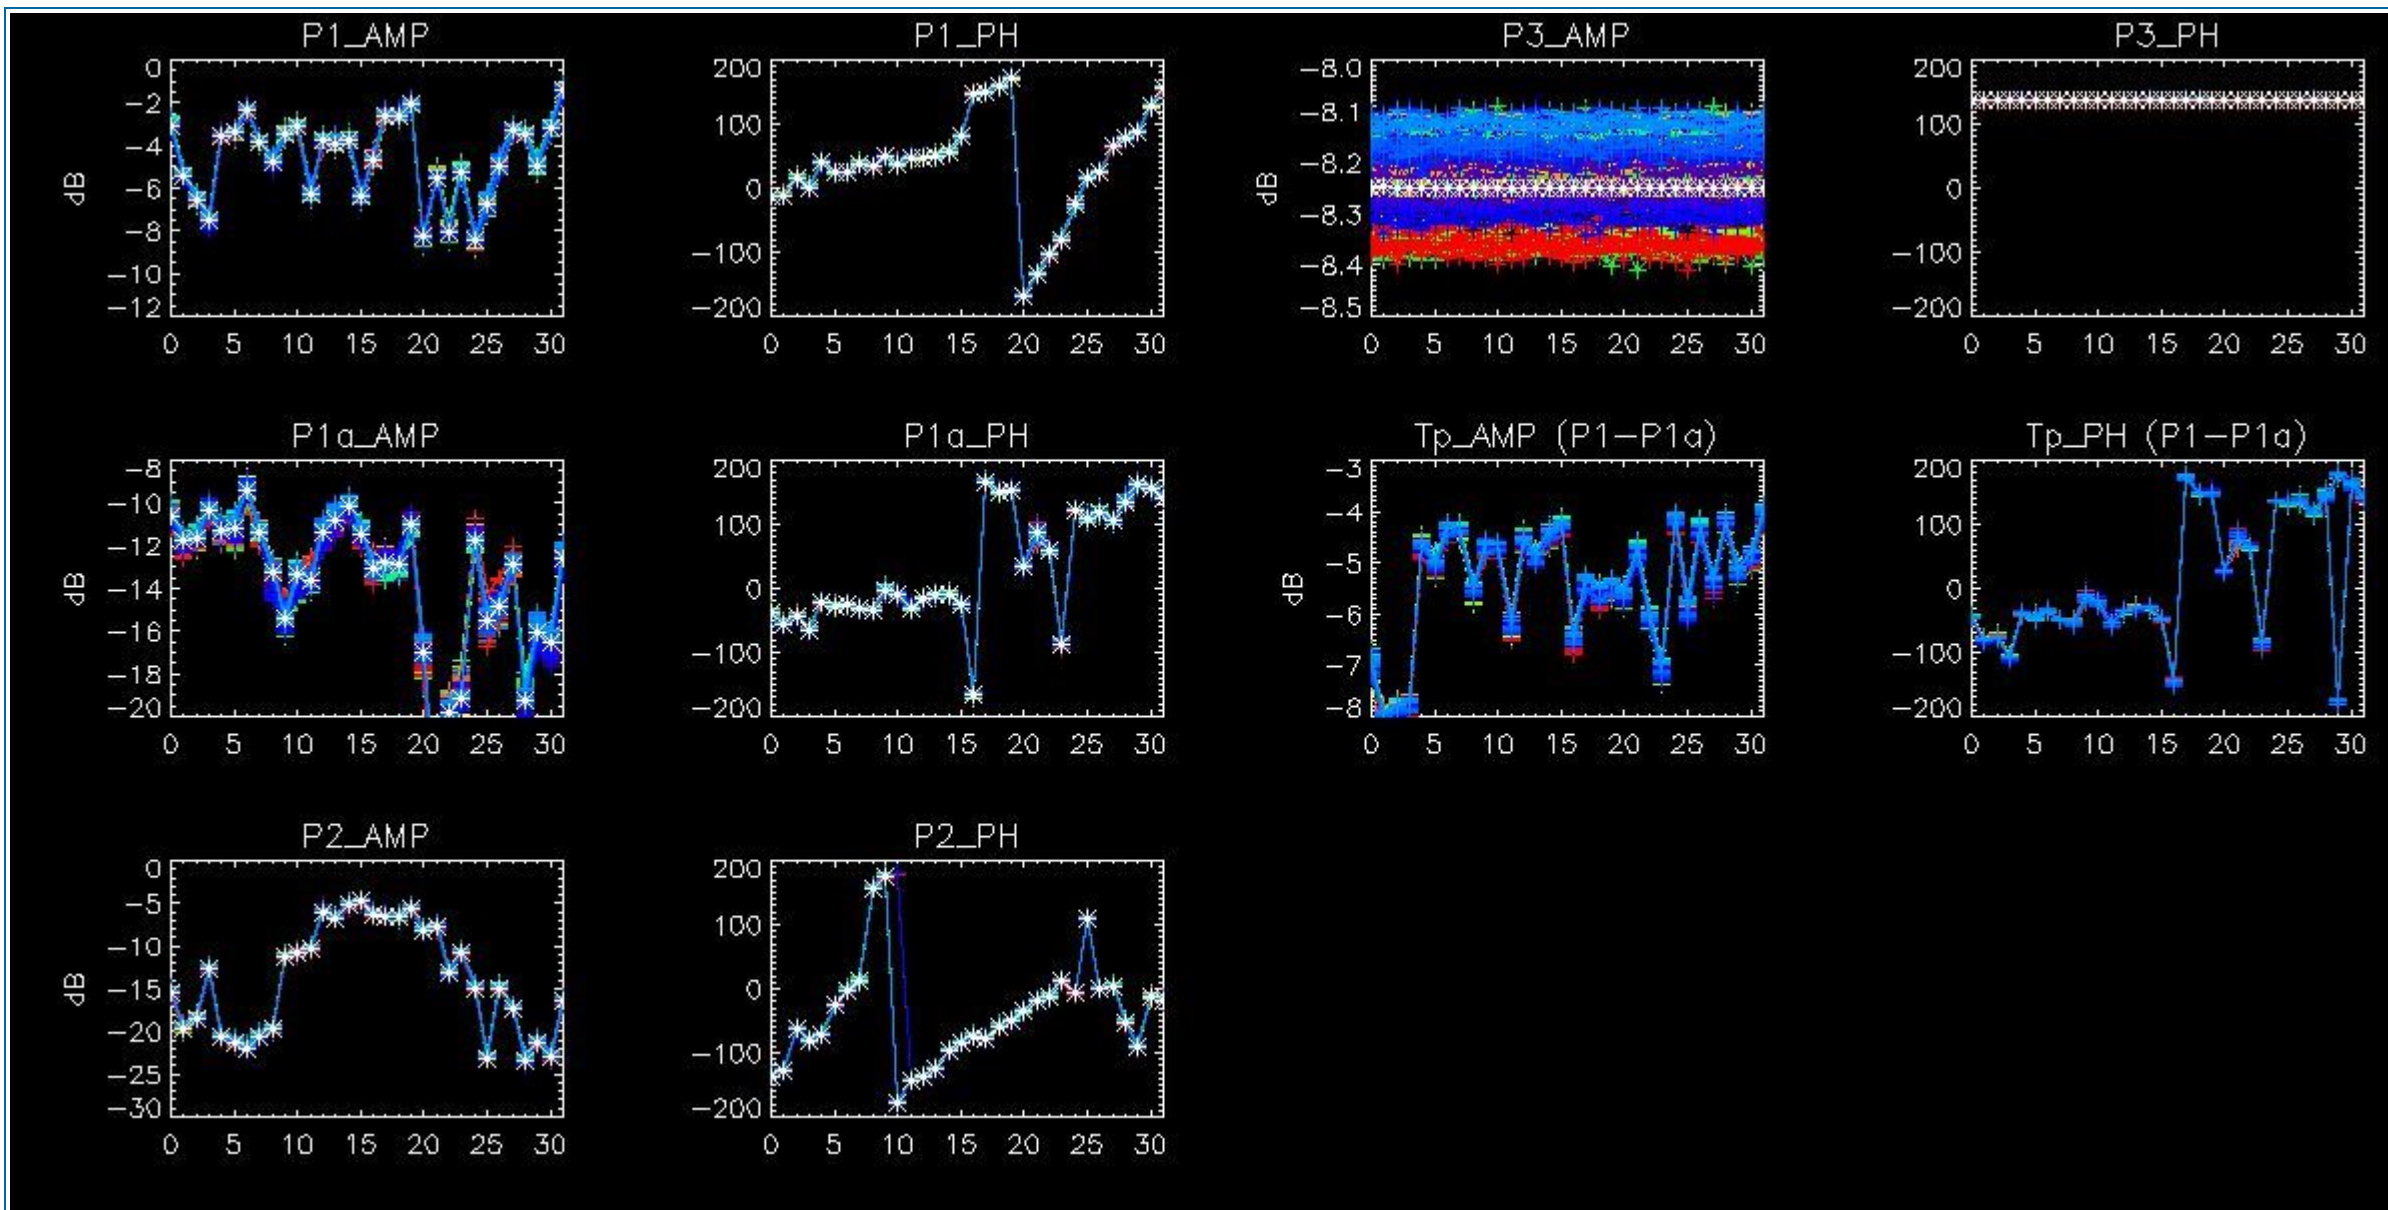 P1_AMP P1_PH P3_AMP P3_PH
0 200 -8.0 200
-2 100 -8.1 100
-4 0 -8.2 0
-6 -100 -8.3 -100
-8 -200 -8.4 -200
-10 -8.5
-12
dB dB
0 5 10 15 20 25 30 0 5 10 15 20 25 30 0 5 10 15 20 25 30 0 5 10 15 20 25 30
P1a_AMP P1a_PH Tp_AMP (P1-P1a) Tp_PH (P1-P1a)
-8 200 -3 200
-10 100 -4 100
-12 0 -5 0
-14 -100 -6 -100
-16 -200 -7 -200
-18 -8
-20
dB dB
0 5 10 15 20 25 30 0 5 10 15 20 25 30 0 5 10 15 20 25 30 0 5 10 15 20 25 30
P2_AMP P2_PH
0 200
-5 100
-10 0
-15 -100
-20 -200
-25
-30
dB
0 5 10 15 20 25 30 0 5 10 15 20 25 30